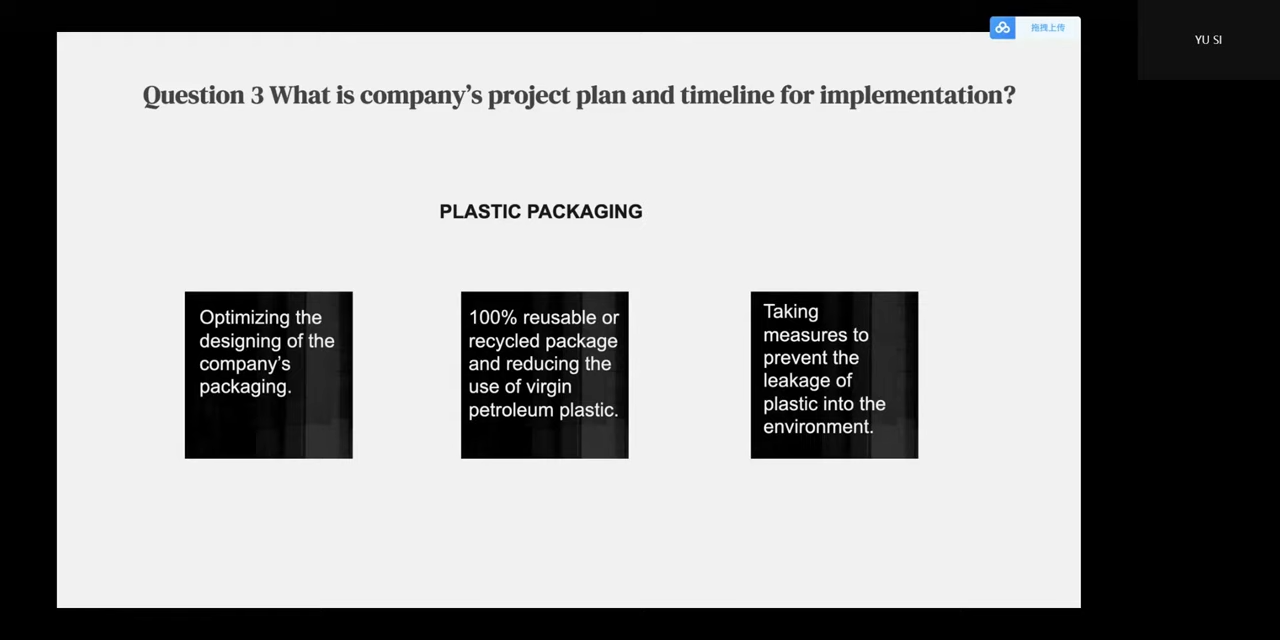 拖拽上传
YU SI
Question 3 What is company's project plan and timeline for implementation?
PLASTIC PACKAGING
Optimizing the
designing of the
company's
packaging.
100% reusable or
recycled package
and reducing the
use of virgin
petroleum plastic.
Taking
measures to
prevent the
leakage of
plastic into the
environment.